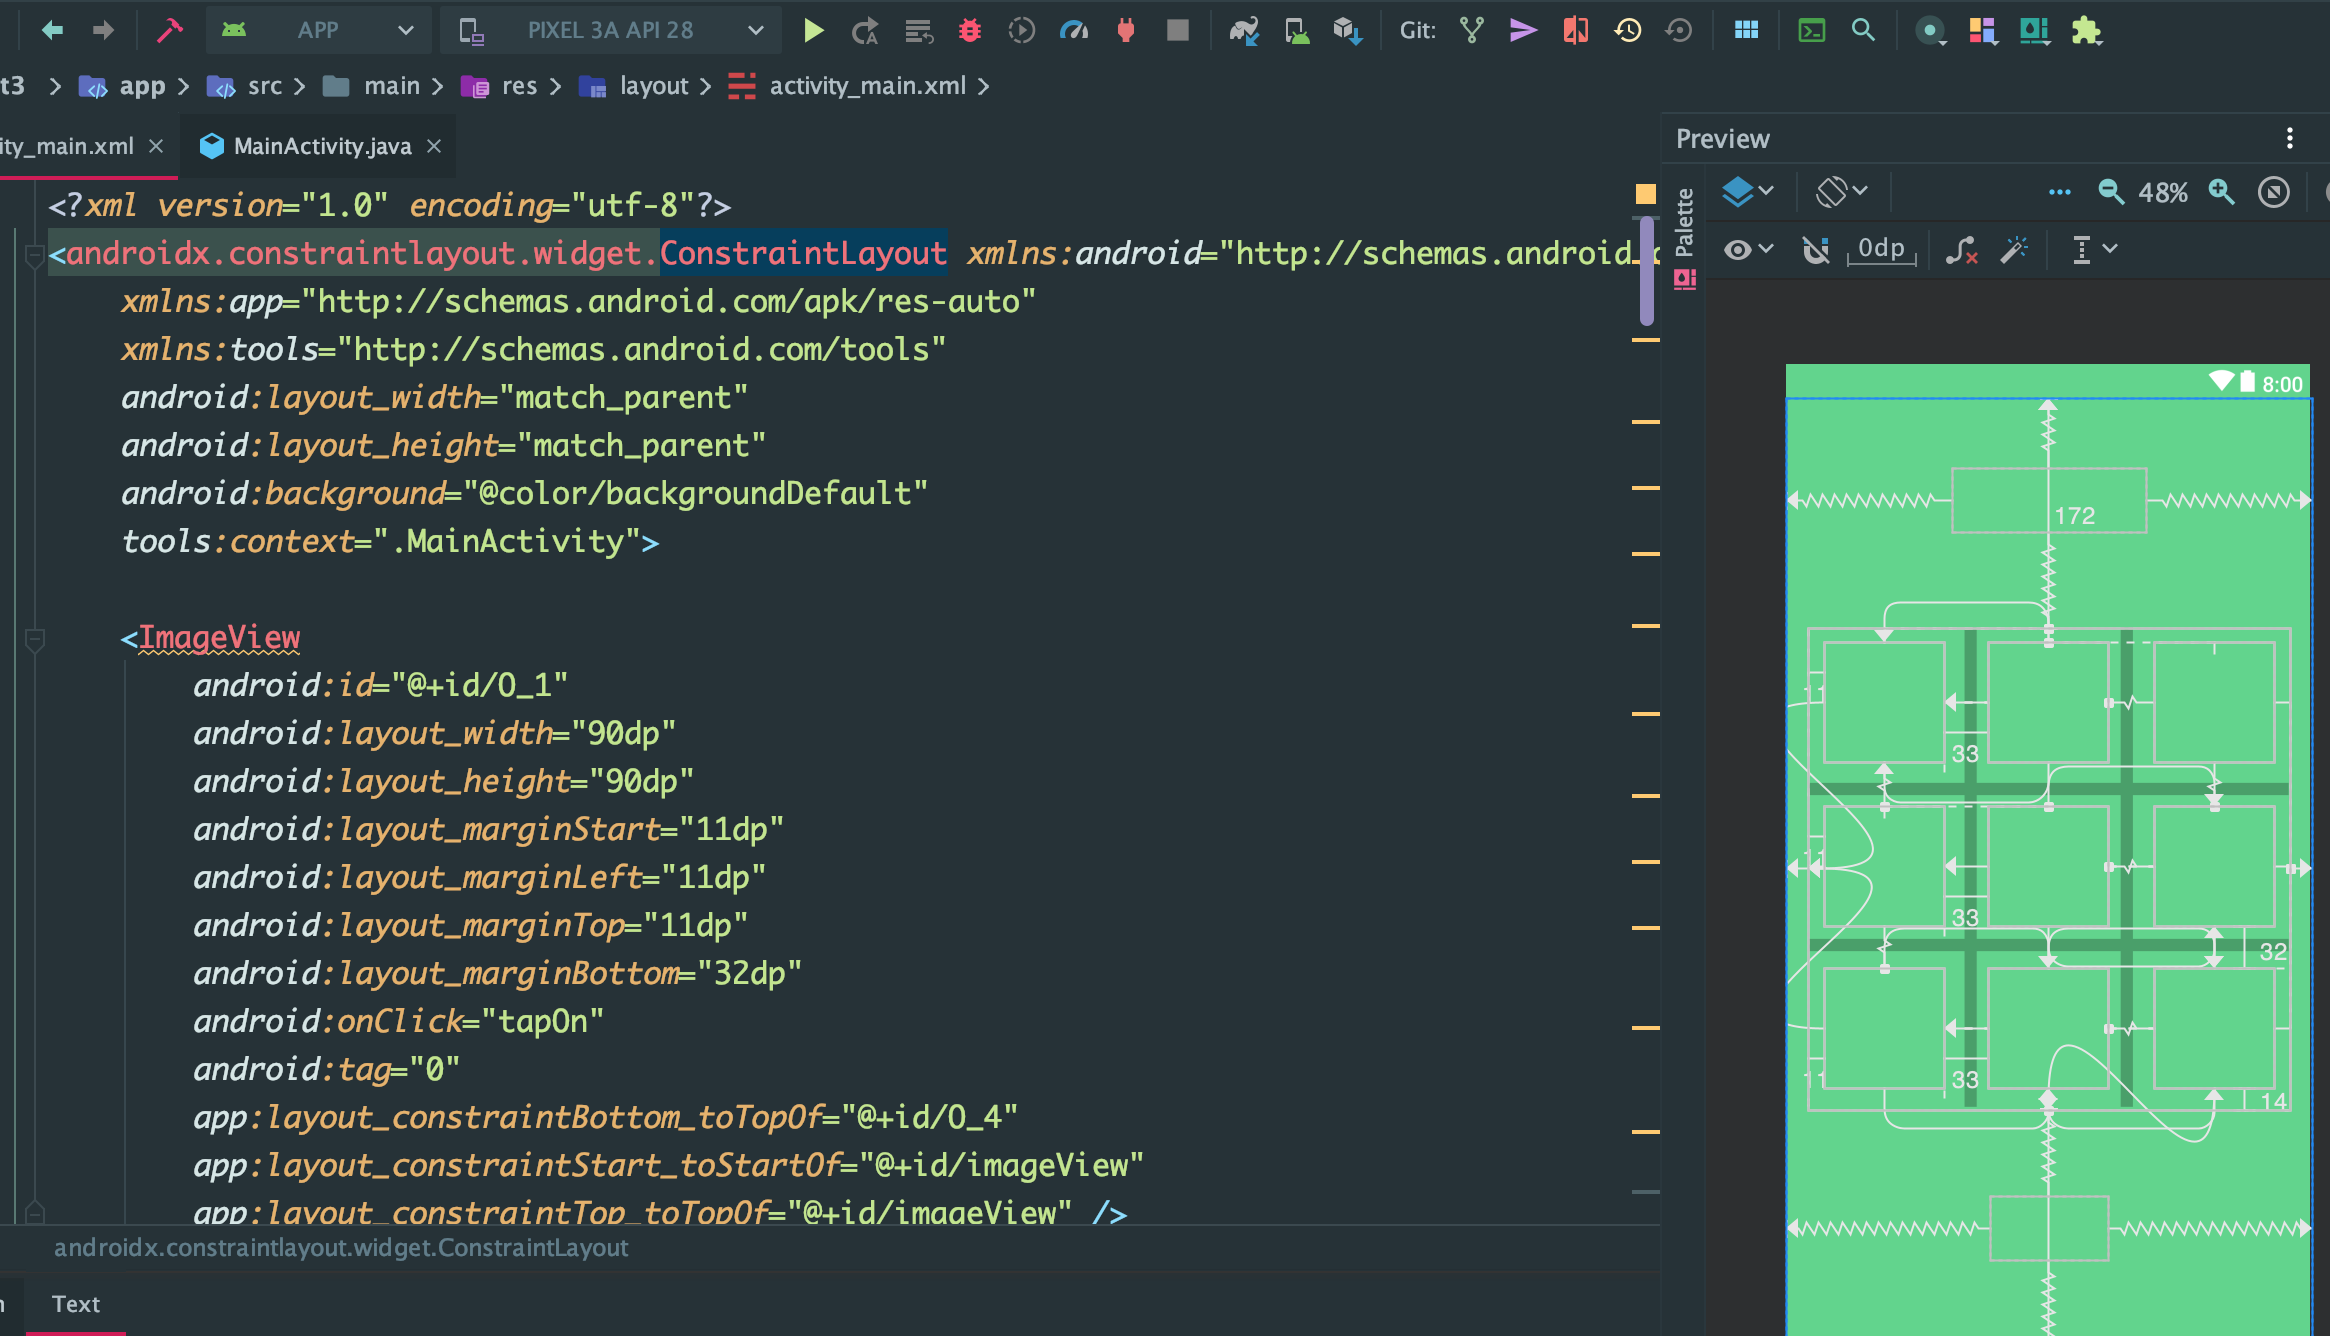 APP
PIXEL 3A API 28
Git:
t3 > app > src > main > res > layout > activity_main.xml >
ity_main.xml
MainActivity.java
Preview
Palette
48%
0dp
<?xml version="1.0" encoding="utf-8"?>
<androidx.constraintlayout.widget.ConstraintLayout xmlns:android="http://schemas.android.
xmlns:app="http://schemas.android.com/apk/res-auto"
xmlns:tools="http://schemas.android.com/tools"
android:layout_width="match_parent"
android:layout_height="match_parent"
android:background="@color/backgroundDefault"
tools:context=".MainActivity">
<ImageView
android:id="@+id/O_1"
android:layout_width="90dp"
android:layout_height="90dp"
android:layout_marginStart="11dp"
android:layout_marginLeft="11dp"
android:layout_marginTop="11dp"
android:layout_marginBottom="32dp"
android:onClick="tapOn"
android:tag="0"
app:layout_constraintBottom_toTopOf="@+id/O_4"
app:layout_constraintStart_toStartOf="@+id/imageView"
app:layout_constraintTop_toTopOf="@+id/imageView" />
androidx.constraintlayout.widget.ConstraintLayout
Text
8:00
172
33
33
32
33
14